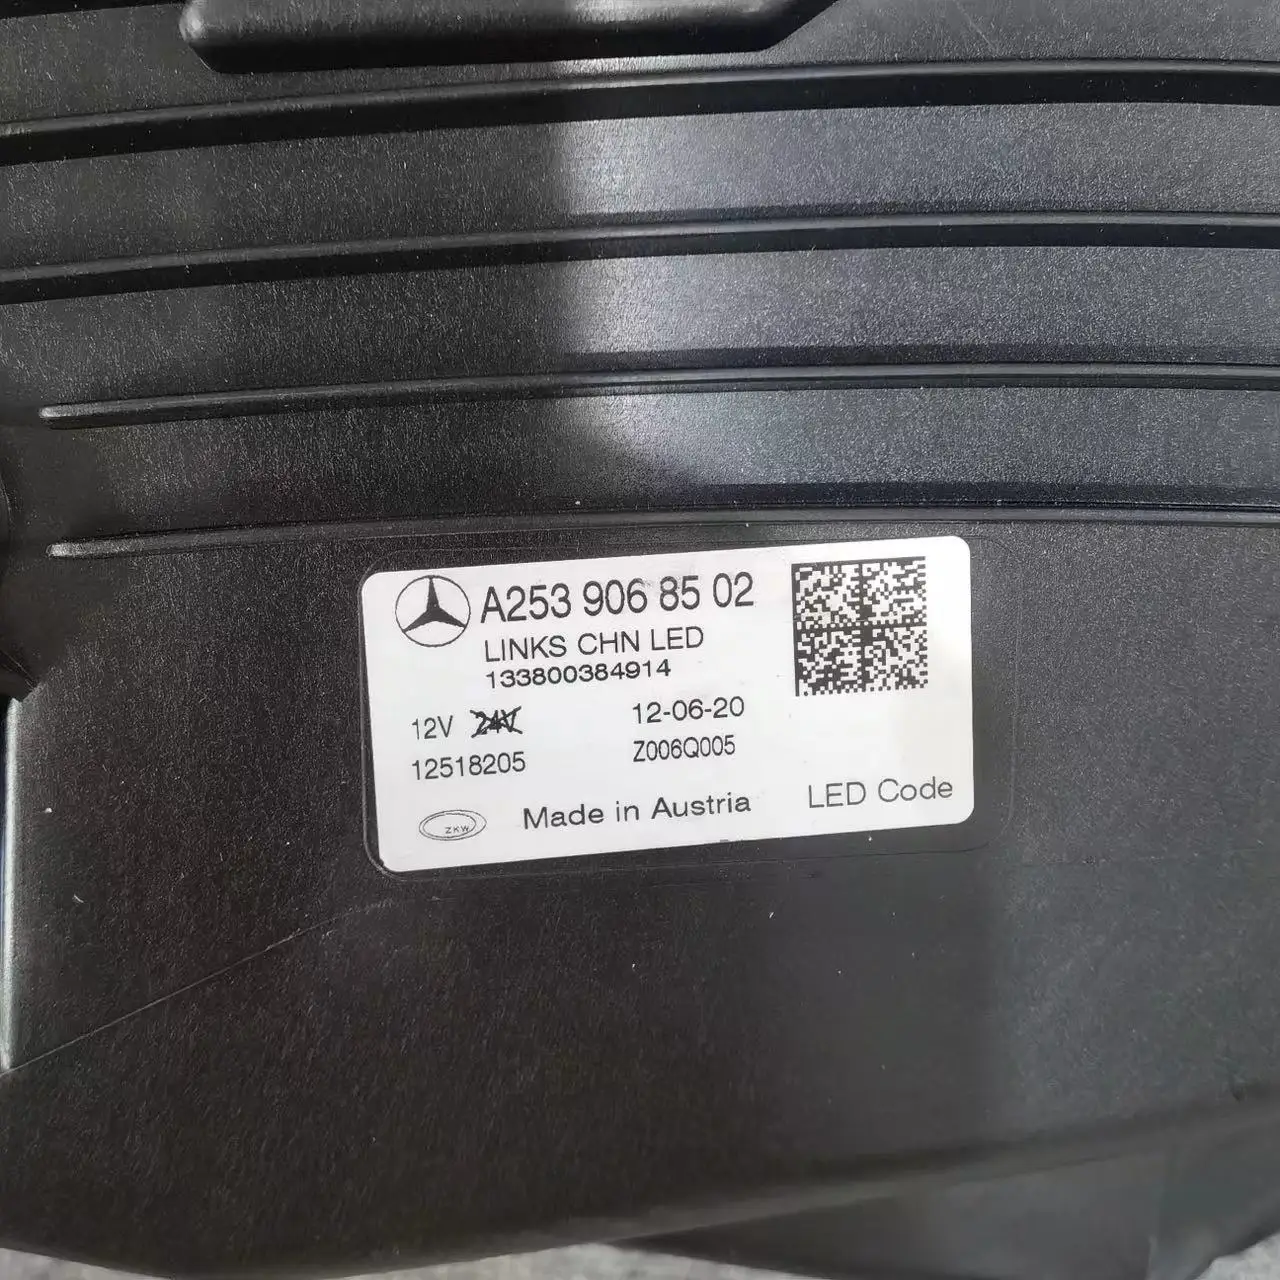 A253 906 85 02
LINKS CHN LED
133800384914
12V 24V 12-06-20
12518205 Z006Q005
ZKW Made in Austria LED Code